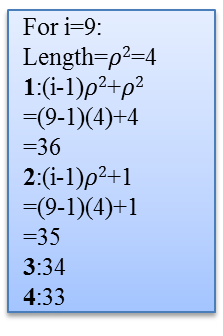 For i=9:
Length=ρ²=4
1:(i-1)ρ²+ρ²
=(9-1)(4)+4
=36
2:(i-1)ρ²+1
=(9-1)(4)+1
=35
3:34
4:33